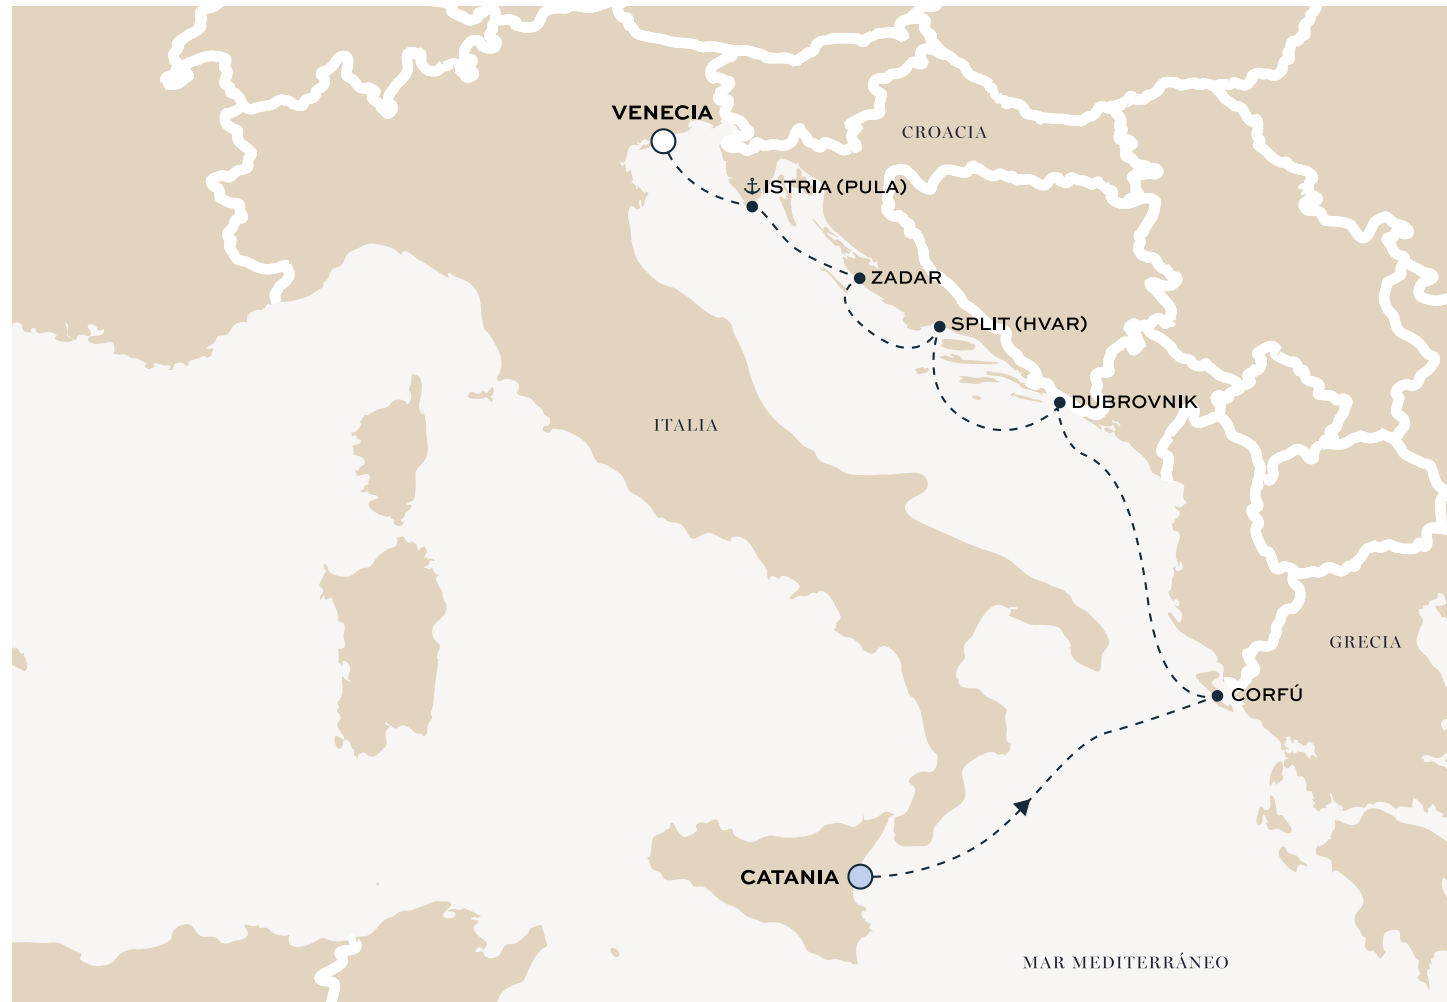 VENECIA
CROACIA
ISTRIA (PULA)
ZADAR
SPLIT (HVAR)
DUBROVNIK
ITALIA
GRECIA
CORFÚ
CATANIA
MAR MEDITERRÁNEO